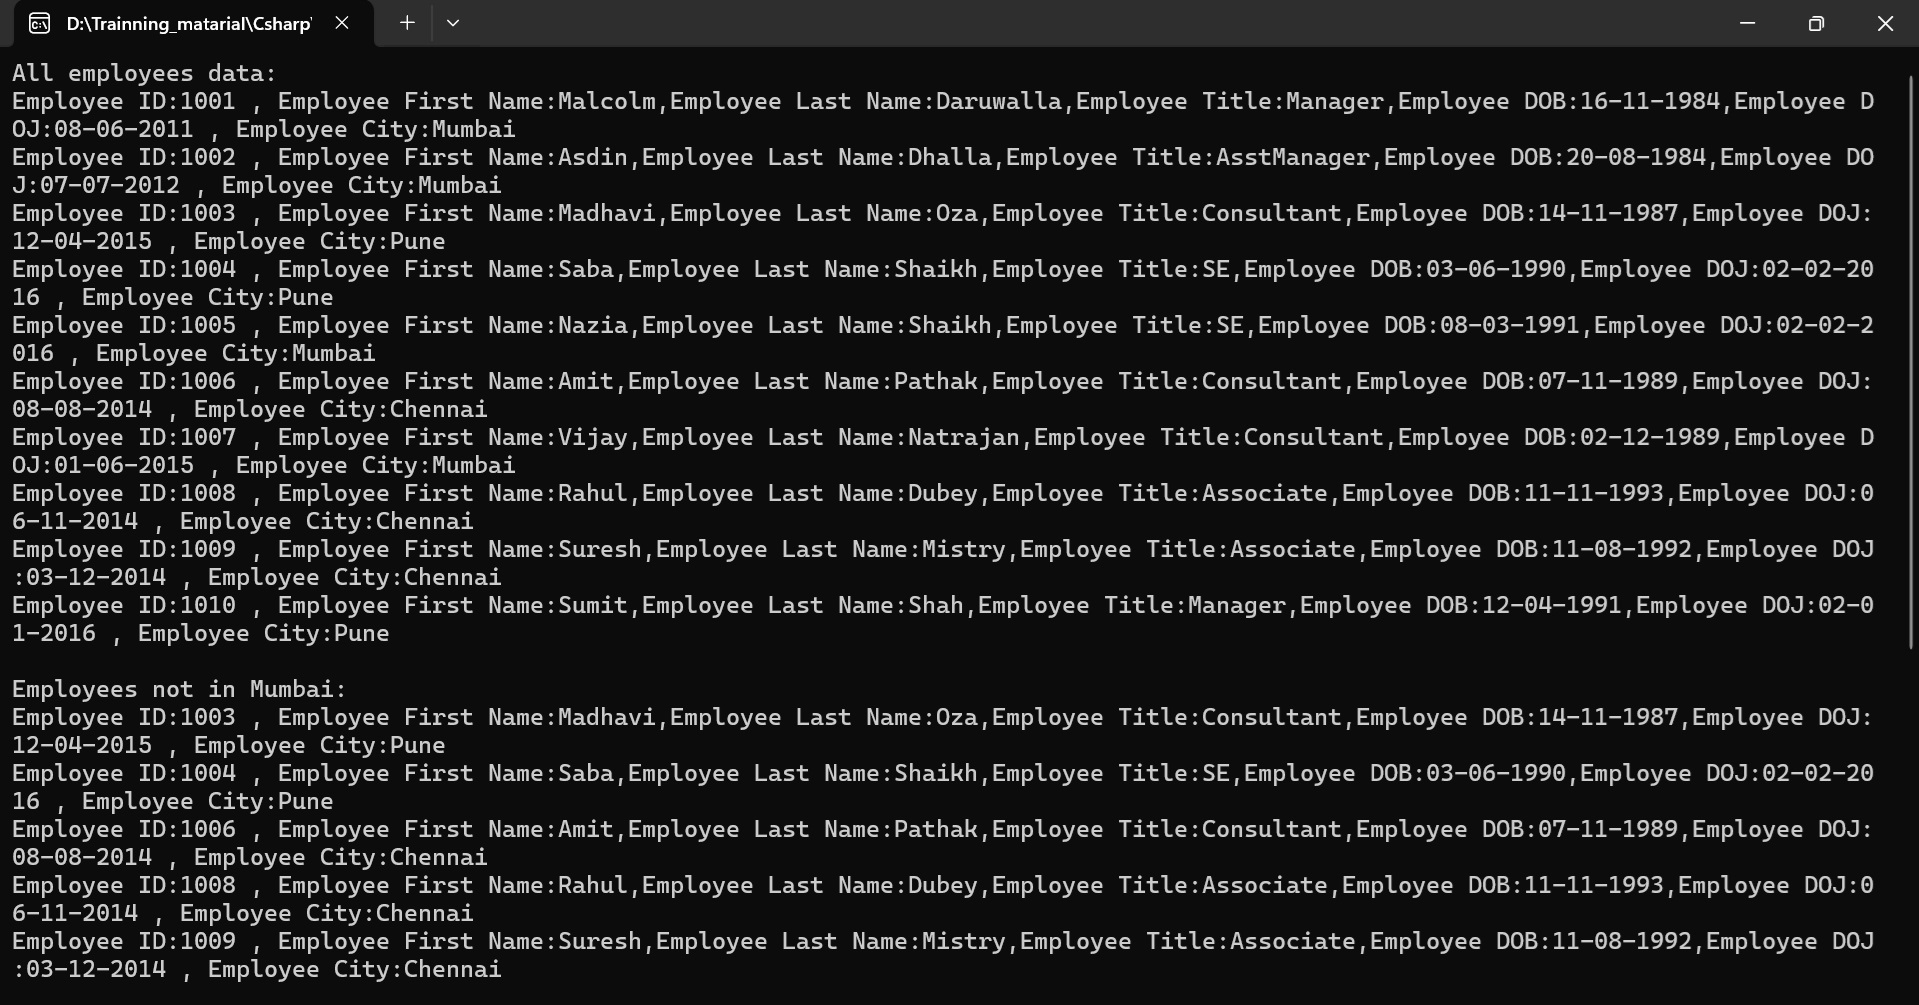 D:\Trainning_matarial\Csharp\
All employees data:
Employee ID:1001 , Employee First Name:Malcolm,Employee Last Name:Daruwalla,Employee Title:Manager,Employee DOB:16-11-1984,Employee D
OJ:08-06-2011 , Employee City:Mumbai
Employee ID:1002 , Employee First Name:Asdin,Employee Last Name:Dhalla,Employee Title:AsstManager,Employee DOB:20-08-1984,Employee DO
J:07-07-2012 , Employee City:Mumbai
Employee ID:1003 , Employee First Name:Madhavi,Employee Last Name:Oza,Employee Title:Consultant,Employee DOB:14-11-1987,Employee DOJ:
12-04-2015 , Employee City:Pune
Employee ID:1004 , Employee First Name:Saba,Employee Last Name:Shaikh,Employee Title:SE,Employee DOB:03-06-1990,Employee DOJ:02-02-20
16 , Employee City:Pune
Employee ID:1005 , Employee First Name:Nazia,Employee Last Name:Shaikh,Employee Title:SE,Employee DOB:08-03-1991,Employee DOJ:02-02-2
016 , Employee City:Mumbai
Employee ID:1006 , Employee First Name:Amit,Employee Last Name:Pathak,Employee Title:Consultant,Employee DOB:07-11-1989,Employee DOJ:
08-08-2014 , Employee City:Chennai
Employee ID:1007 , Employee First Name:Vijay,Employee Last Name:Natrajan,Employee Title:Consultant,Employee DOB:02-12-1989,Employee D
OJ:01-06-2015 , Employee City:Mumbai
Employee ID:1008 , Employee First Name:Rahul,Employee Last Name:Dubey,Employee Title:Associate,Employee DOB:11-11-1993,Employee DOJ:0
6-11-2014 , Employee City:Chennai
Employee ID:1009 , Employee First Name:Suresh,Employee Last Name:Mistry,Employee Title:Associate,Employee DOB:11-08-1992,Employee DOJ
:03-12-2014 , Employee City:Chennai
Employee ID:1010 , Employee First Name:Sumit,Employee Last Name:Shah,Employee Title:Manager,Employee DOB:12-04-1991,Employee DOJ:02-0
1-2016 , Employee City:Pune
Employees not in Mumbai:
Employee ID:1003 , Employee First Name:Madhavi,Employee Last Name:Oza,Employee Title:Consultant,Employee DOB:14-11-1987,Employee DOJ:
12-04-2015 , Employee City:Pune
Employee ID:1004 , Employee First Name:Saba,Employee Last Name:Shaikh,Employee Title:SE,Employee DOB:03-06-1990,Employee DOJ:02-02-20
16 , Employee City:Pune
Employee ID:1006 , Employee First Name:Amit,Employee Last Name:Pathak,Employee Title:Consultant,Employee DOB:07-11-1989,Employee DOJ:
08-08-2014 , Employee City:Chennai
Employee ID:1008 , Employee First Name:Rahul,Employee Last Name:Dubey,Employee Title:Associate,Employee DOB:11-11-1993,Employee DOJ:0
6-11-2014 , Employee City:Chennai
Employee ID:1009 , Employee First Name:Suresh,Employee Last Name:Mistry,Employee Title:Associate,Employee DOB:11-08-1992,Employee DOJ
:03-12-2014 , Employee City:Chennai